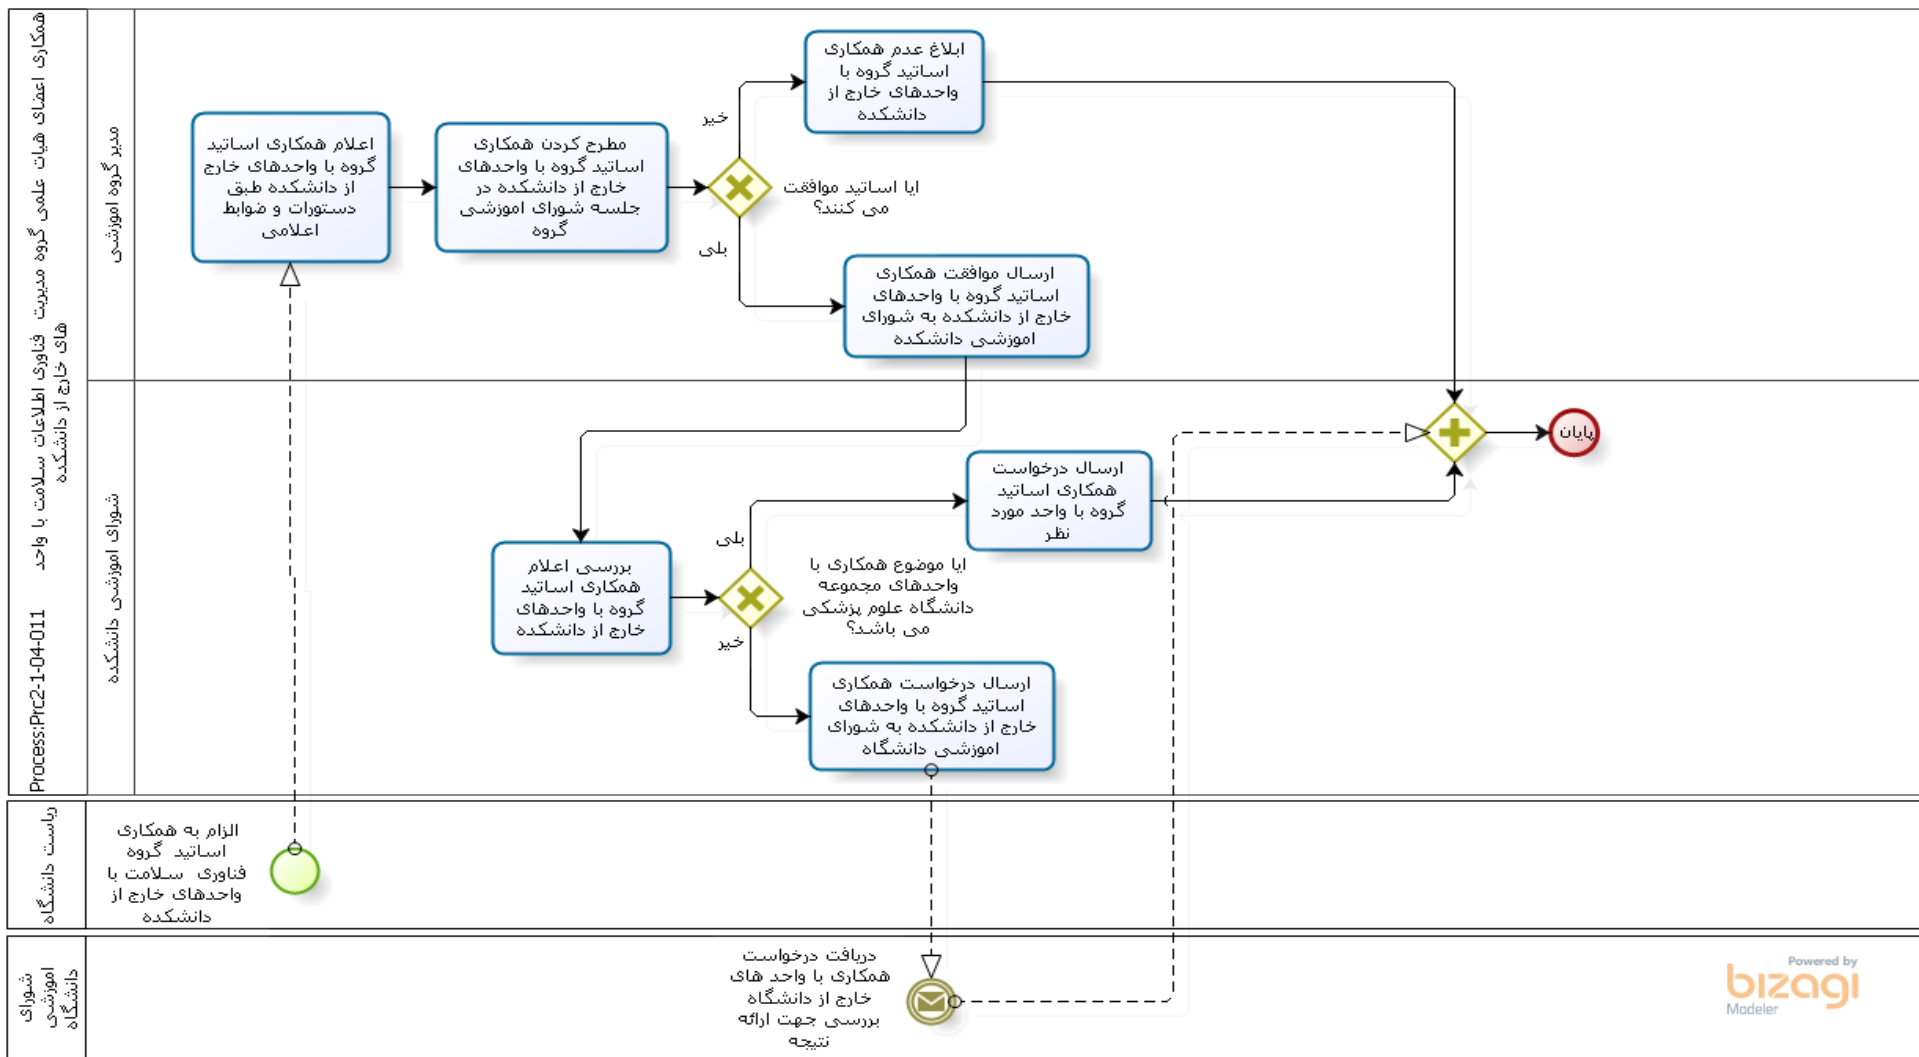 همکاری اعضای هیات علمی گروه مدیریت فناوری اطلاعات سلامت با واحد
های خارج از دانشکده
Process:Prc2-1-04-011
مدیر گروه اموزشی
اعلام همکاری اساتید
گروه با واحدهای خارج
از دانشکده طبق
دستورات و ضوابط
اعلامی
مطرح کردن همکاری
اساتید گروه با واحدهای
خارج از دانشکده در
جلسه شورای اموزشی
گروه
خیر
ابلاغ عدم همکاری
اساتید گروه با
واحدهای خارج از
دانشکده
ایا اساتید موافقت
می کنند؟
بلی
ارسال موافقت همکاری
اساتید گروه با واحدهای
خارج از دانشکده به شورای
اموزشی دانشکده
شورای اموزشی دانشکده
بررسی اعلام
همکاری اساتید
گروه با واحدهای
خارج از دانشکده
بلی
ارسال درخواست
همکاری اساتید
گروه با واحد مورد
نظر
ایا موضوع همکاری با
واحدهای مجموعه
دانشگاه علوم پزشکی
می باشد؟
خیر
ارسال درخواست همکاری
اساتید گروه با واحدهای
خارج از دانشکده به شورای
اموزشی دانشگاه
پایان
ریاست دانشگاه
الزام به همکاری
اساتید گروه
فناوری سلامت با
واحدهای خارج از
دانشکده
شورای
اموزشی
دانشگاه
دریافت درخواست
همکاری با واحد های
خارج از دانشگاه
بررسی جهت ارائه
نتیجه
Powered by
bizagi
Modeler